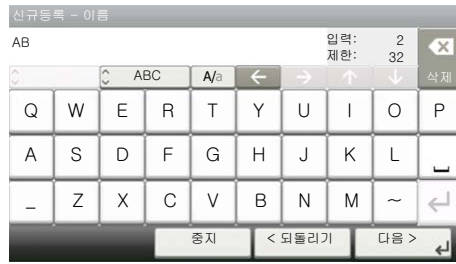 신규등록 - 이름
AB 입력: 2
제한: 32
ABC A/a ← → ↑ ↓ 삭제
Q W E R T Y U I O P
A S D F G H J K L
_ Z X C V B N M ~
중지 < 되돌리기 다음 >